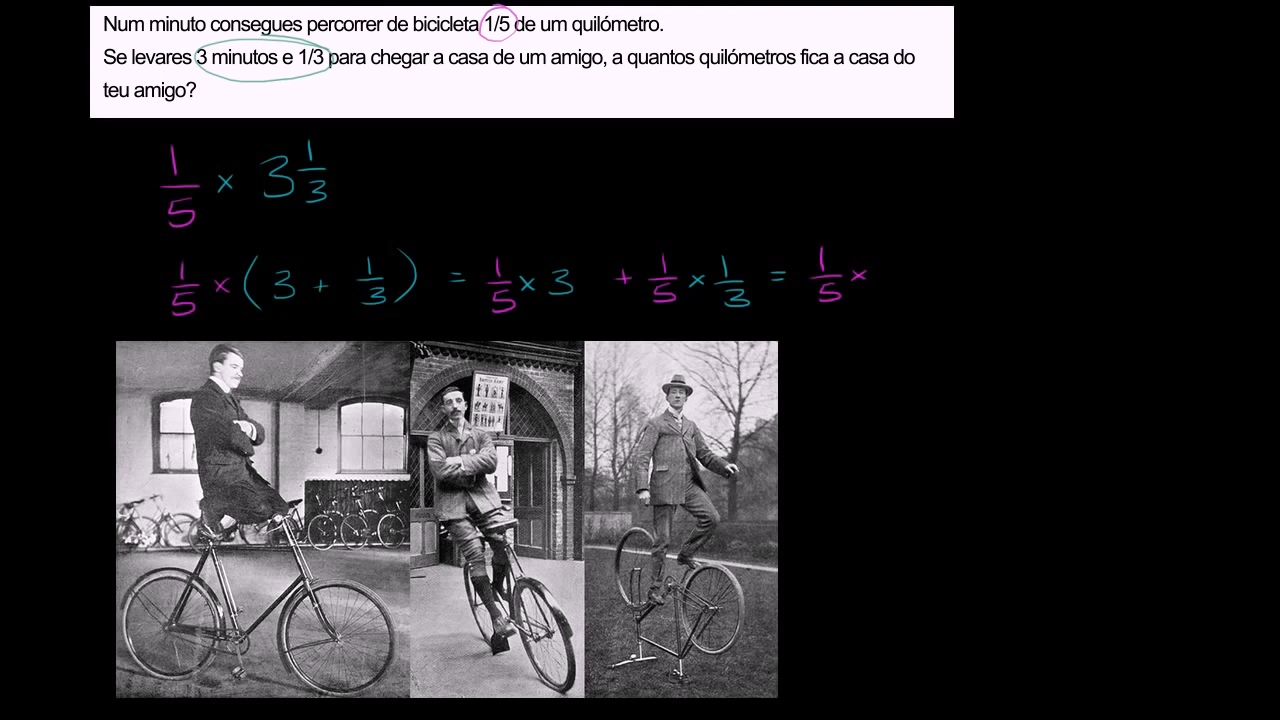 Num minuto consegues percorrer de bicicleta 1/5 de um quilómetro.
Se levares 3 minutos e 1/3 para chegar a casa de um amigo, a quantos quilómetros fica a casa do
teu amigo?
1/5 × 3 1/3
1/5 × (3 + 1/3) = 1/5 × 3 + 1/5 × 1/3 = 1/5 ×